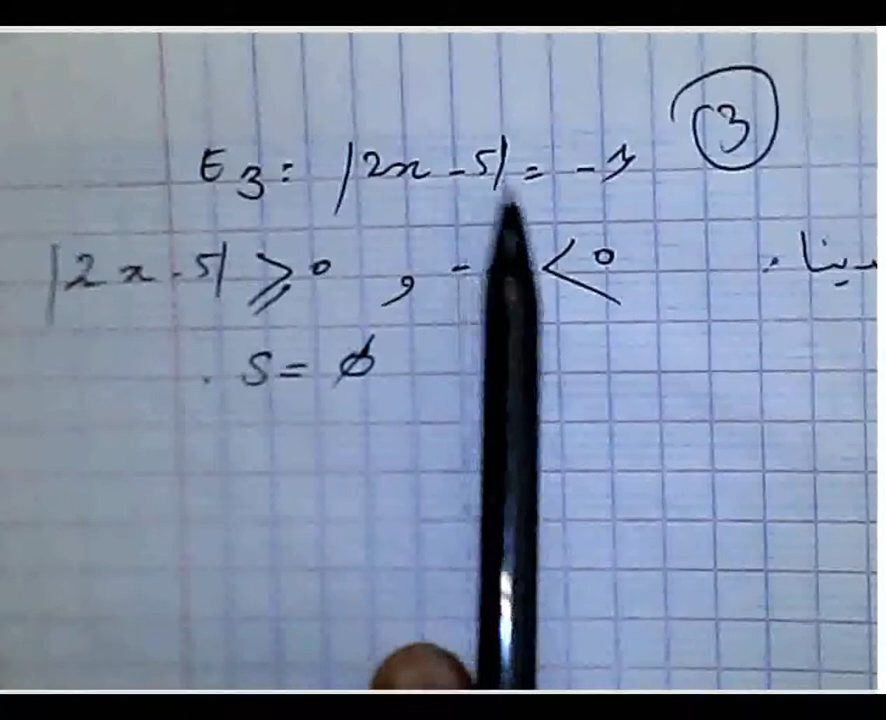 E3: |2x-5| = -1 (3)
|2x-5| ⩾ 0 , - < 0
. S = ∅